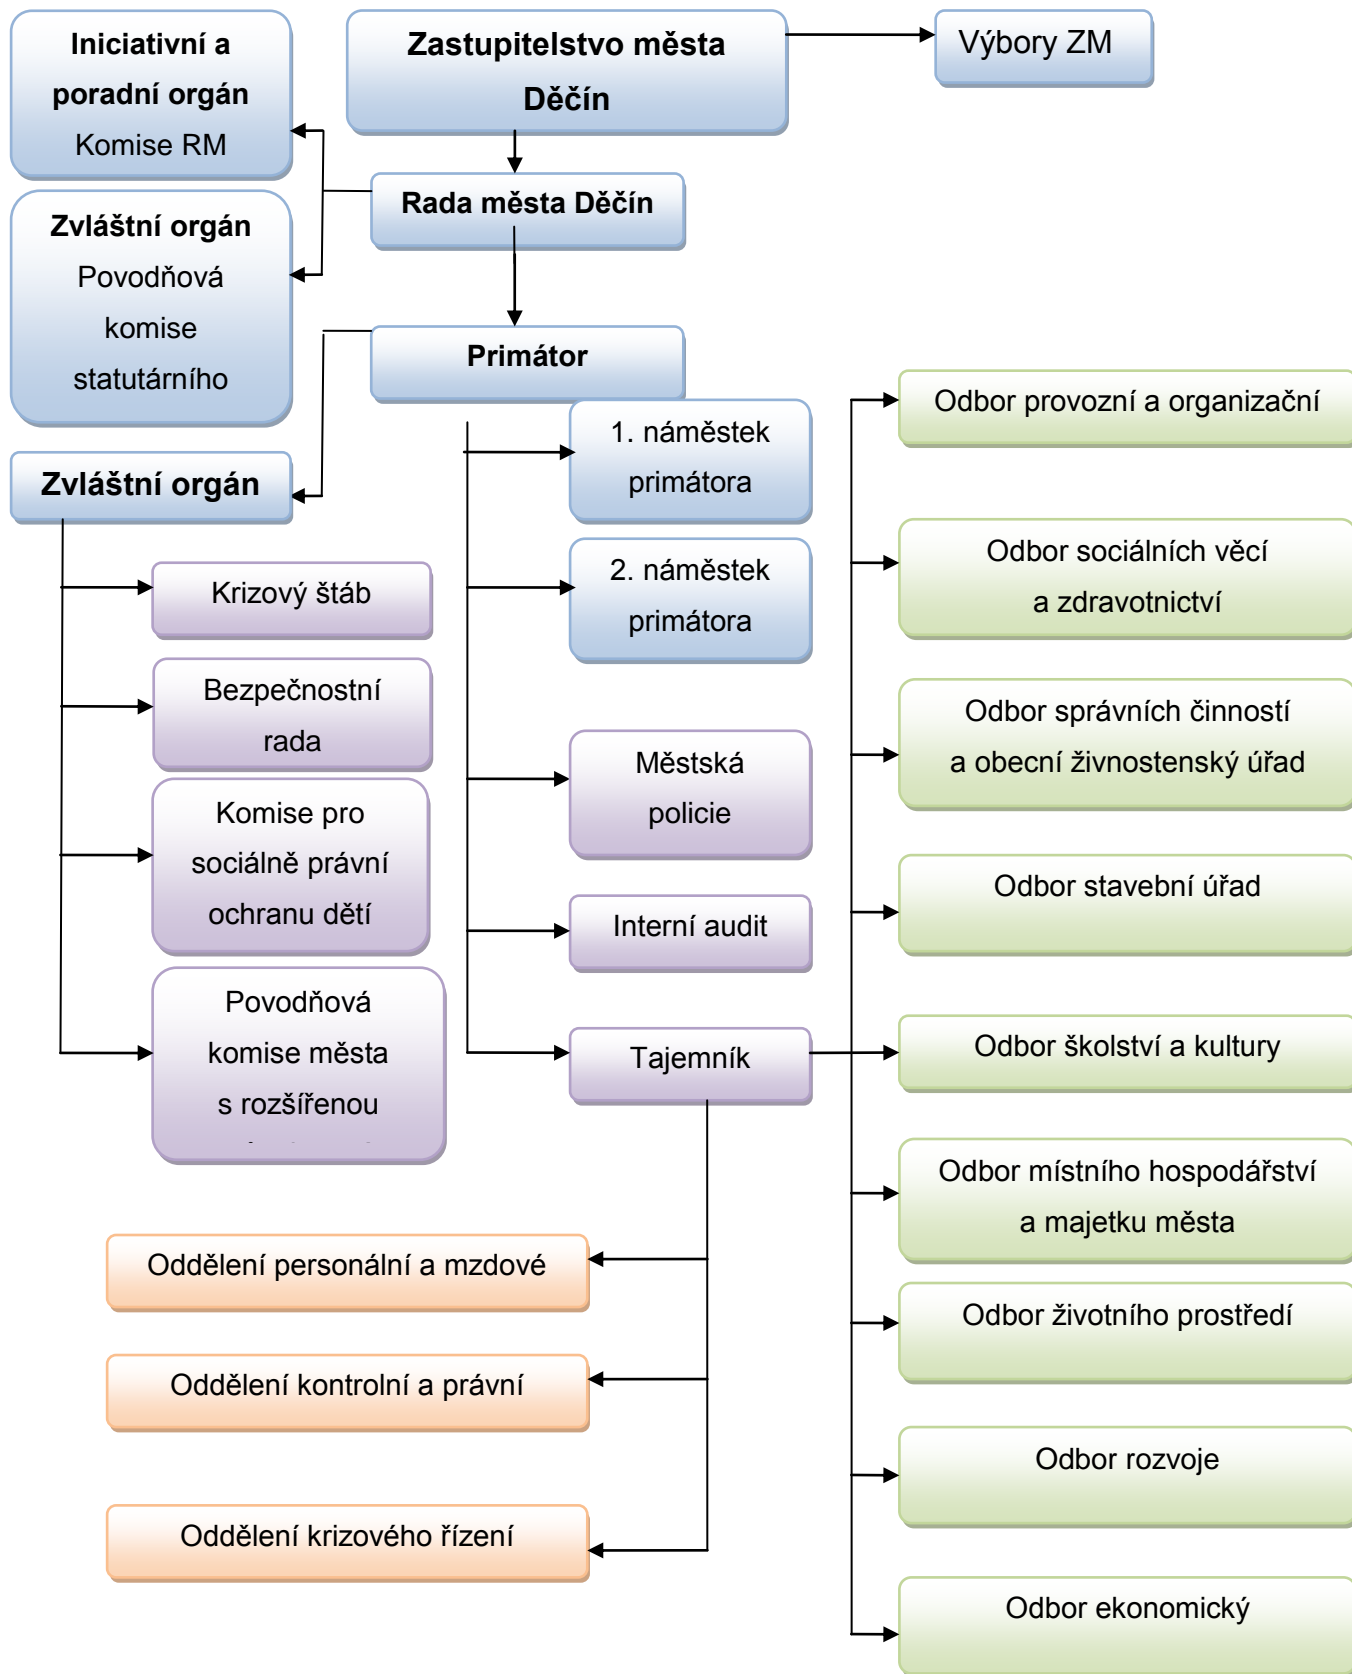 Iniciativní a
poradní orgán
Komise RM
Zastupitelstvo města
Děčín
Výbory ZM
Rada města Děčín
Zvláštní orgán
Povodňová
komise
statutárního
Primátor
1. náměstek
primátora
2. náměstek
primátora
Zvláštní orgán
Krizový štáb
Bezpečnostní
rada
Komise pro
sociálně právní
ochranu dětí
Povodňová
komise města
s rozšířenou
Městská
policie
Interní audit
Tajemník
Odbor provozní a organizační
Odbor sociálních věcí
a zdravotnictví
Odbor správních činností
a obecní živnostenský úřad
Odbor stavební úřad
Odbor školství a kultury
Odbor místního hospodářství
a majetku města
Odbor životního prostředí
Odbor rozvoje
Odbor ekonomický
Oddělení personální a mzdové
Oddělení kontrolní a právní
Oddělení krizového řízení